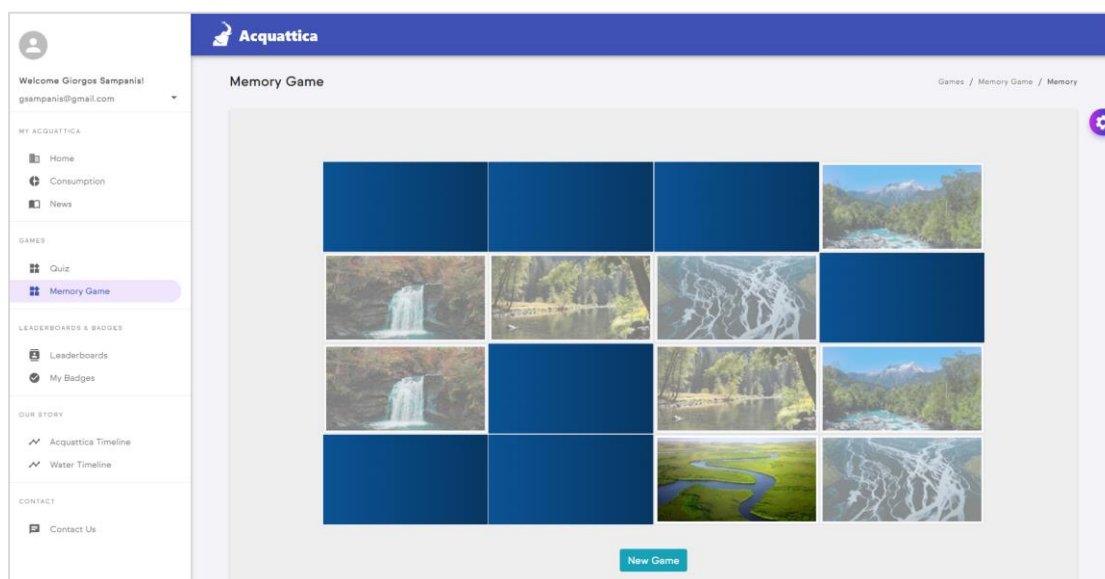 Acquattica
Welcome Giorgos Sampanis!
gsampanis@gmail.com
MY ACQUATTICA
Home
Consumption
News
GAMES
Quiz
Memory Game
LEADERBOARDS & BADGES
Leaderboards
My Badges
OUR STORY
Acquattica Timeline
Water Timeline
CONTACT
Contact Us
Memory Game
Games / Memory Game / Memory
New Game